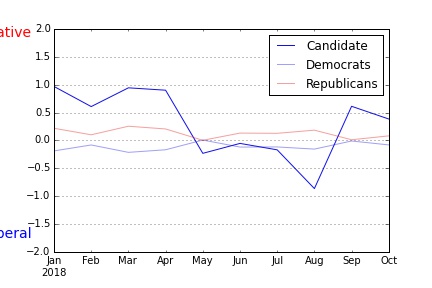 ative
2.0
1.5
1.0
0.5
0.0
−0.5
−1.0
−1.5
−2.0
beral
Candidate
Democrats
Republicans
Jan Feb Mar Apr May Jun Jul Aug Sep Oct
2018